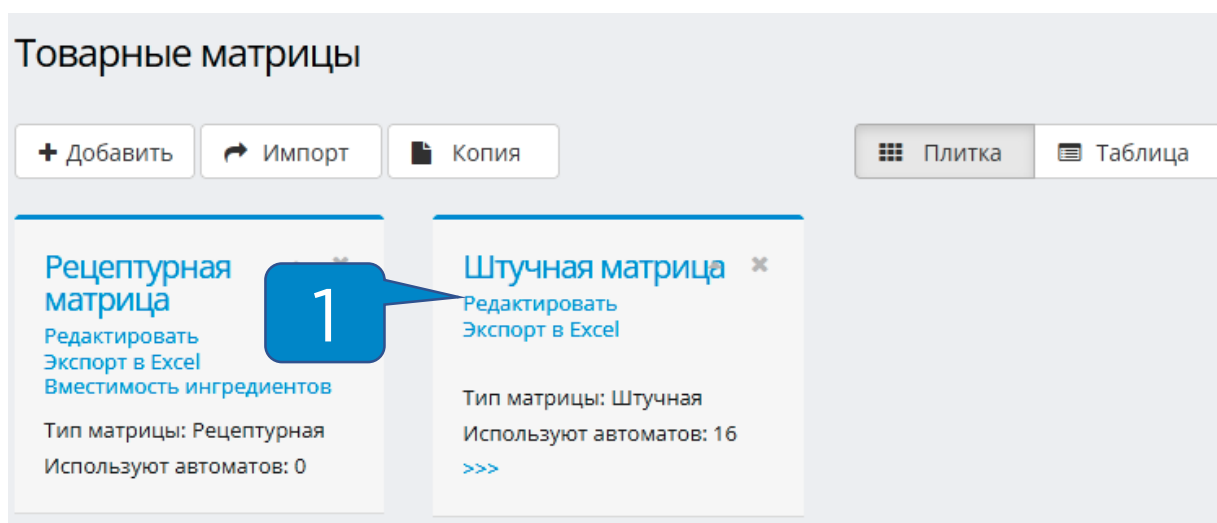 Товарные матрицы
Добавить
Импорт
Копия
Плитка
Таблица
Рецептурная
матрица
Редактировать
Экспорт в Excel
Вместимость ингредиентов
Тип матрицы: Рецептурная
Используют автоматов: 0
1
Штучная матрица
Редактировать
Экспорт в Excel
Тип матрицы: Штучная
Используют автоматов: 16
>>>